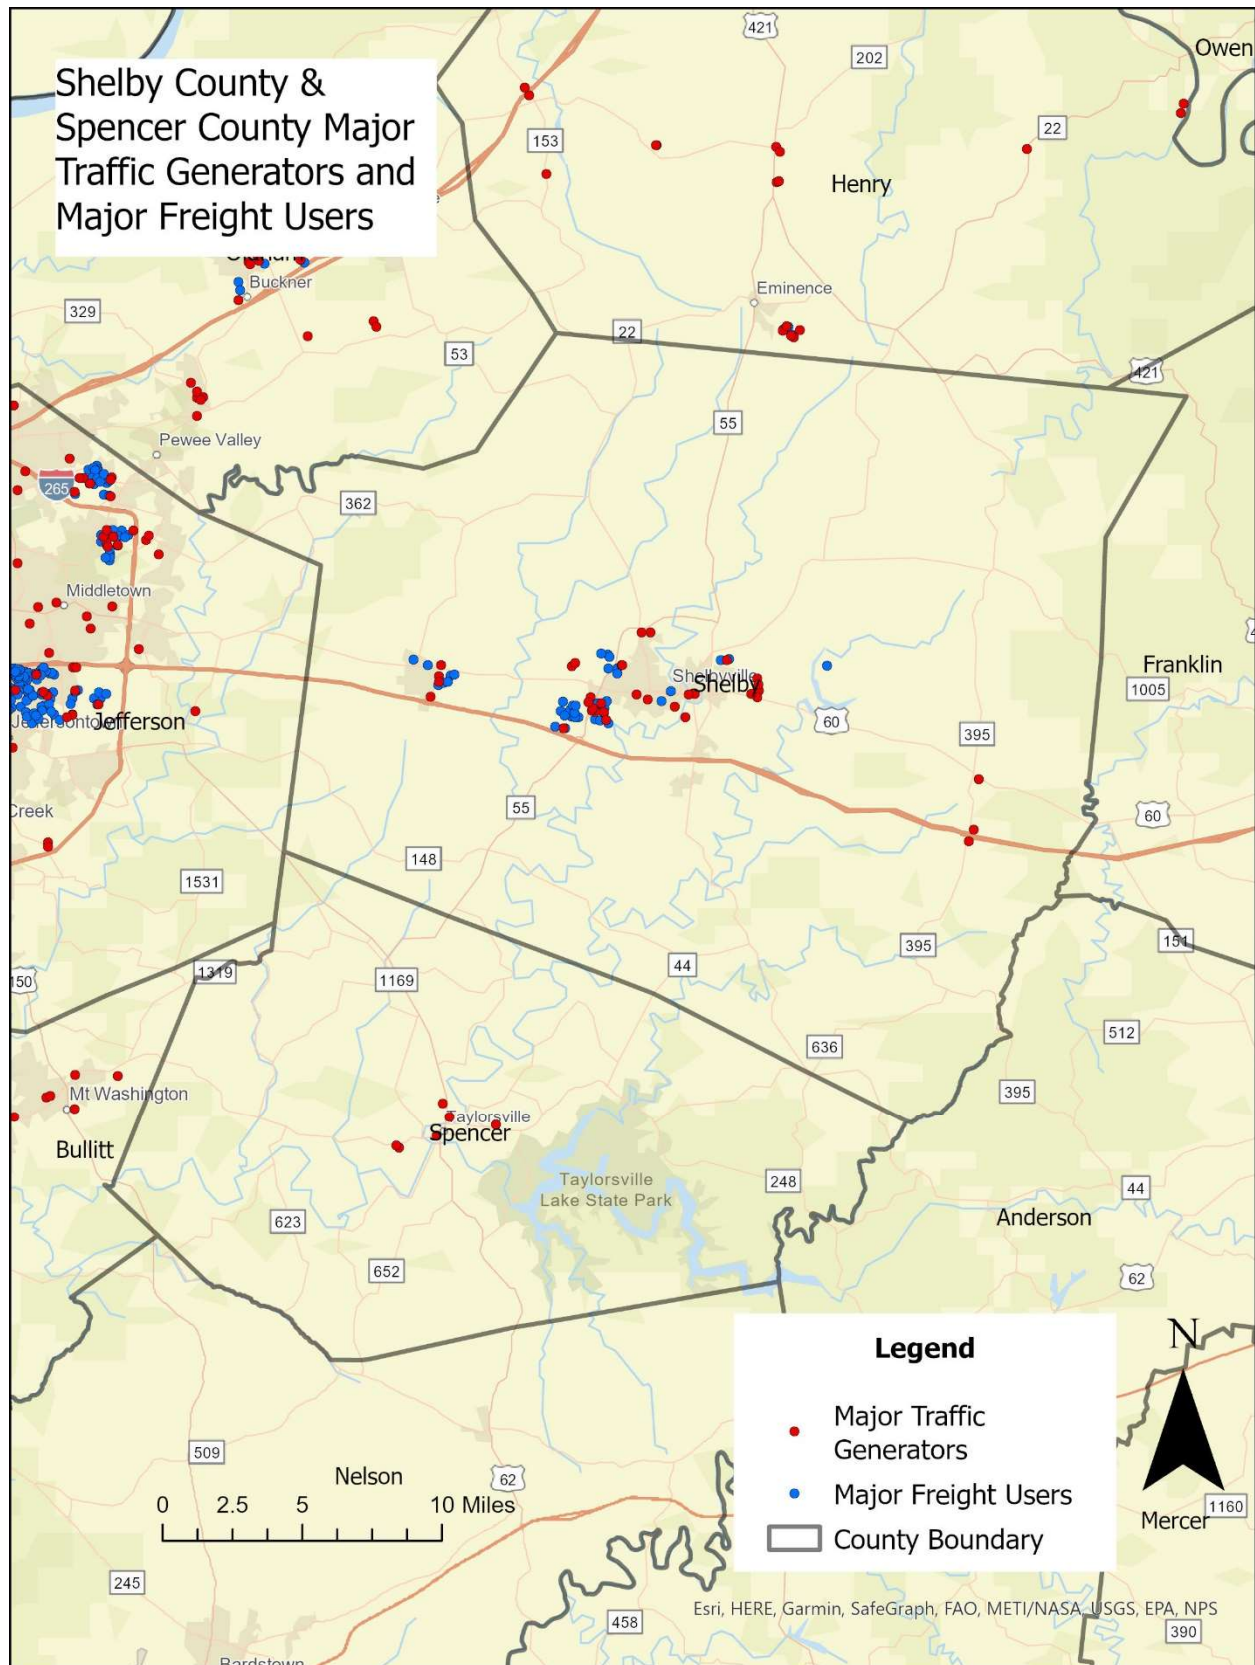 Shelby County &
Spencer County Major
Traffic Generators and
Major Freight Users
421
202
Owen
22
153
Henry
Buckner
Eminence
329
22
53
421
55
Pewee Valley
265
362
Middletown
Shelbyville
Shelby
Franklin
1005
Jefferson
60
395
Creek
55
60
148
1531
395
151
44
1319
150
1169
512
636
395
Mt Washington
Taylorsville
Spencer
Bullitt
Taylorsville
Lake State Park
248
44
Anderson
623
652
62
Legend
N
Major Traffic
Generators
Major Freight Users
County Boundary
509
Nelson
62
0 2.5 5 10 Miles
1160
Mercer
245
Esri, HERE, Garmin, SafeGraph, FAO, METI/NASA, USGS, EPA, NPS
458
390
Bardstown